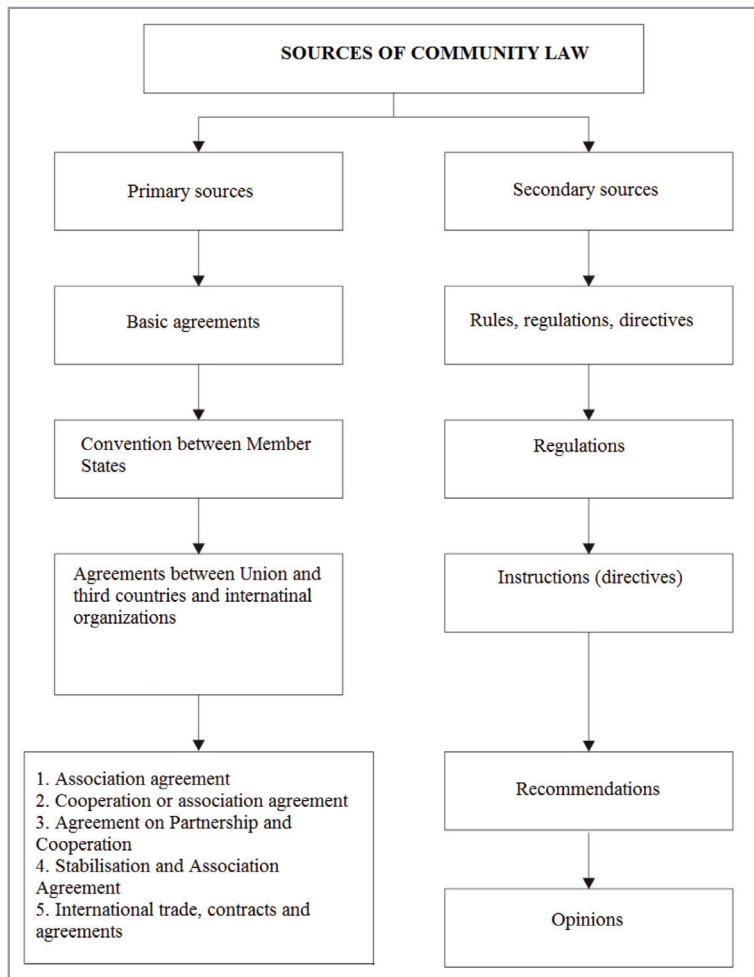 SOURCES OF COMMUNITY LAW
Primary sources
Secondary sources
Basic agreements
Rules, regulations, directives
Convention between Member
States
Regulations
Agreements between Union and
third countries and internatinal
organizations
Instructions (directives)
1. Association agreement
2. Cooperation or association agreement
3. Agreement on Partnership and
Cooperation
4. Stabilisation and Association
Agreement
5. International trade, contracts and
agreements
Recommendations
Opinions